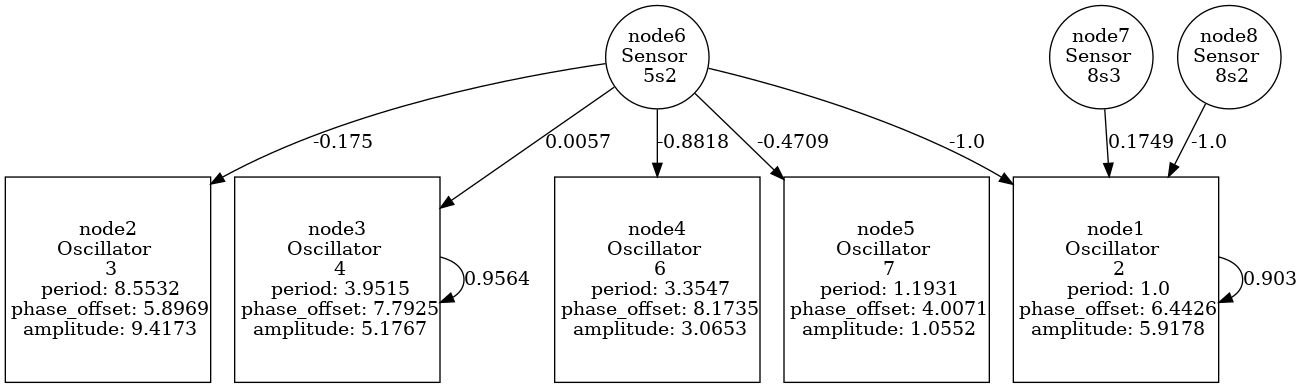 node6
Sensor
5s2
node7
Sensor
8s3
node8
Sensor
8s2
-0.175
0.0057
-0.8818
-0.4709
-1.0
0.1749
-1.0
node2
Oscillator
3
period: 8.5532
phase_offset: 5.8969
amplitude: 9.4173
node3
Oscillator
4
period: 3.9515
phase_offset: 7.7925
amplitude: 5.1767
0.9564
node4
Oscillator
6
period: 3.3547
phase_offset: 8.1735
amplitude: 3.0653
node5
Oscillator
7
period: 1.1931
phase_offset: 4.0071
amplitude: 1.0552
node1
Oscillator
2
period: 1.0
phase_offset: 6.4426
amplitude: 5.9178
0.903